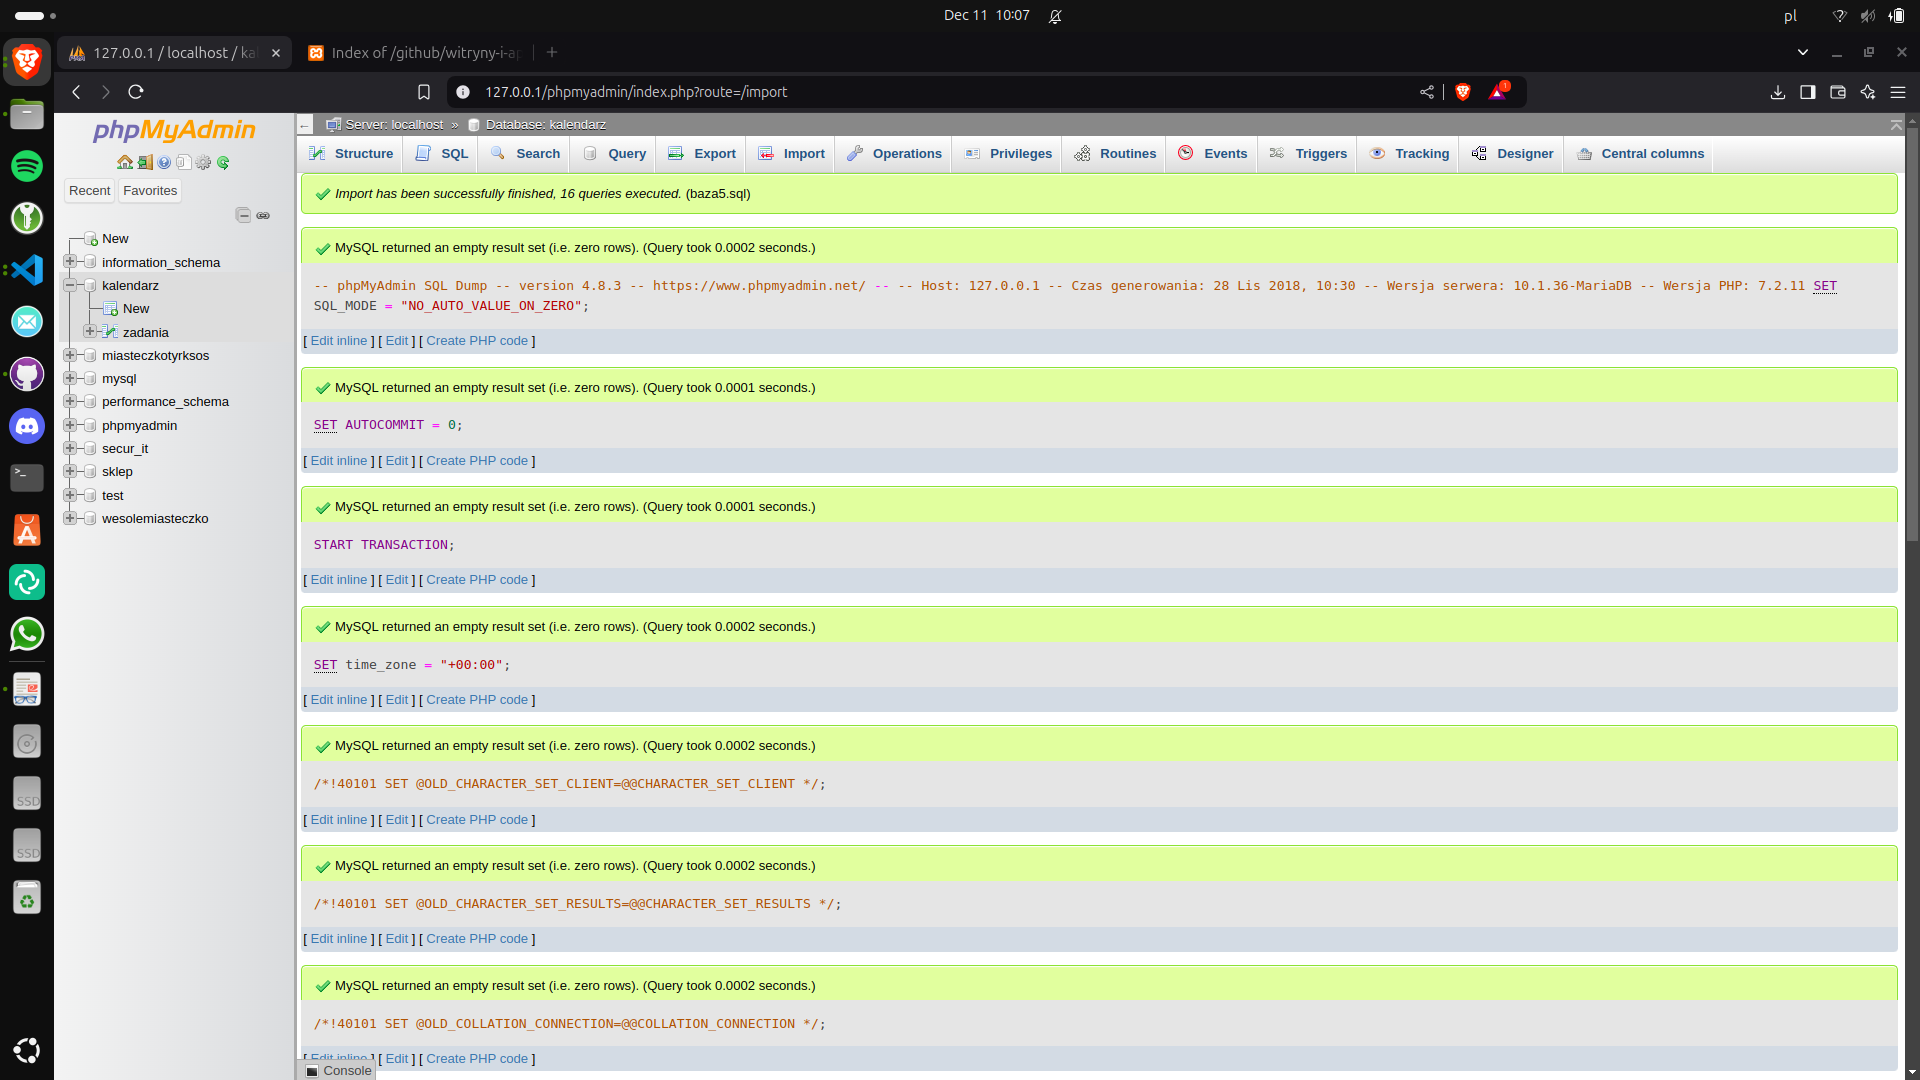 Dec 11 10:07
pl
127.0.0.1 / localhost / ka
Index of /github/witryny-i-ap
127.0.0.1/phpmyadmin/index.php?route=/import
1
phpMyAdmin
Recent
Favorites
New
information_schema
kalendarz
New
zadania
miasteczkotyrksos
mysql
performance_schema
phpmyadmin
secur_it
sklep
test
wesolemiasteczko
Server: localhost » Database: kalendarz
Structure
SQL
Search
Query
Export
Import
Operations
Privileges
Routines
Events
Triggers
Tracking
Designer
Central columns
Import has been successfully finished, 16 queries executed. (baza5.sql)
MySQL returned an empty result set (i.e. zero rows). (Query took 0.0002 seconds.)
-- phpMyAdmin SQL Dump -- version 4.8.3 -- https://www.phpmyadmin.net/ -- -- Host: 127.0.0.1 -- Czas generowania: 28 Lis 2018, 10:30 -- Wersja serwera: 10.1.36-MariaDB -- Wersja PHP: 7.2.11 SET
SQL_MODE = "NO_AUTO_VALUE_ON_ZERO";
[ Edit inline ] [ Edit ] [ Create PHP code ]
MySQL returned an empty result set (i.e. zero rows). (Query took 0.0001 seconds.)
SET AUTOCOMMIT = 0;
[ Edit inline ] [ Edit ] [ Create PHP code ]
MySQL returned an empty result set (i.e. zero rows). (Query took 0.0001 seconds.)
START TRANSACTION;
[ Edit inline ] [ Edit ] [ Create PHP code ]
MySQL returned an empty result set (i.e. zero rows). (Query took 0.0002 seconds.)
SET time_zone = "+00:00";
[ Edit inline ] [ Edit ] [ Create PHP code ]
MySQL returned an empty result set (i.e. zero rows). (Query took 0.0002 seconds.)
/*!40101 SET @OLD_CHARACTER_SET_CLIENT=@@CHARACTER_SET_CLIENT */;
[ Edit inline ] [ Edit ] [ Create PHP code ]
MySQL returned an empty result set (i.e. zero rows). (Query took 0.0002 seconds.)
/*!40101 SET @OLD_CHARACTER_SET_RESULTS=@@CHARACTER_SET_RESULTS */;
[ Edit inline ] [ Edit ] [ Create PHP code ]
MySQL returned an empty result set (i.e. zero rows). (Query took 0.0002 seconds.)
/*!40101 SET @OLD_COLLATION_CONNECTION=@@COLLATION_CONNECTION */;
[ Edit inline ] [ Edit ] [ Create PHP code ]
Console
SSD
SSD